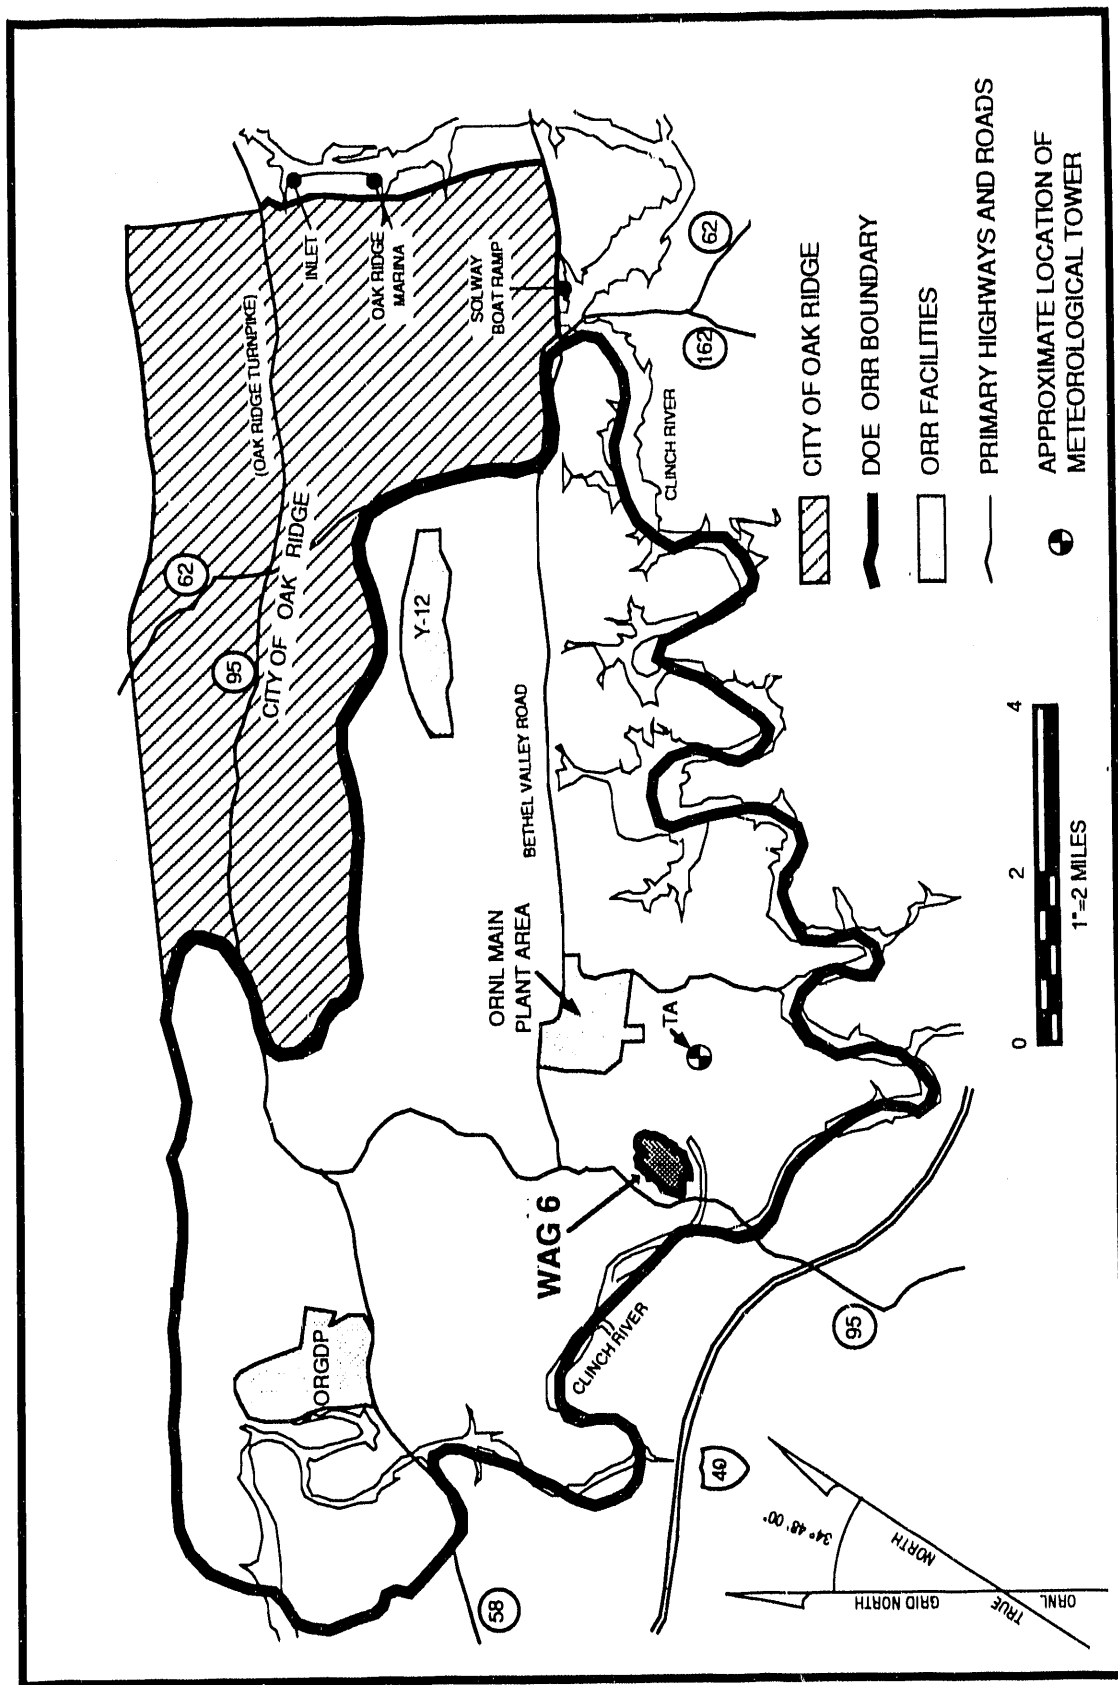 62
(OAK RIDGE TURNPIKE)
95
CITY OF OAK RIDGE
INLET
OAK RIDGE
MARINA
SOLWAY
BOAT RAMP
Y-12
BETHEL VALLEY ROAD
ORNL MAIN
PLANT AREA
TA
WAG 6
ORGDP
CLINCH RIVER
CLINCH RIVER
62
162
58
40
95
34° 48' 00"
TRUE NORTH
ORNL GRID NORTH
0 2 4
1"=2 MILES
CITY OF OAK RIDGE
DOE ORR BOUNDARY
ORR FACILITIES
PRIMARY HIGHWAYS AND ROADS
APPROXIMATE LOCATION OF
METEOROLOGICAL TOWER